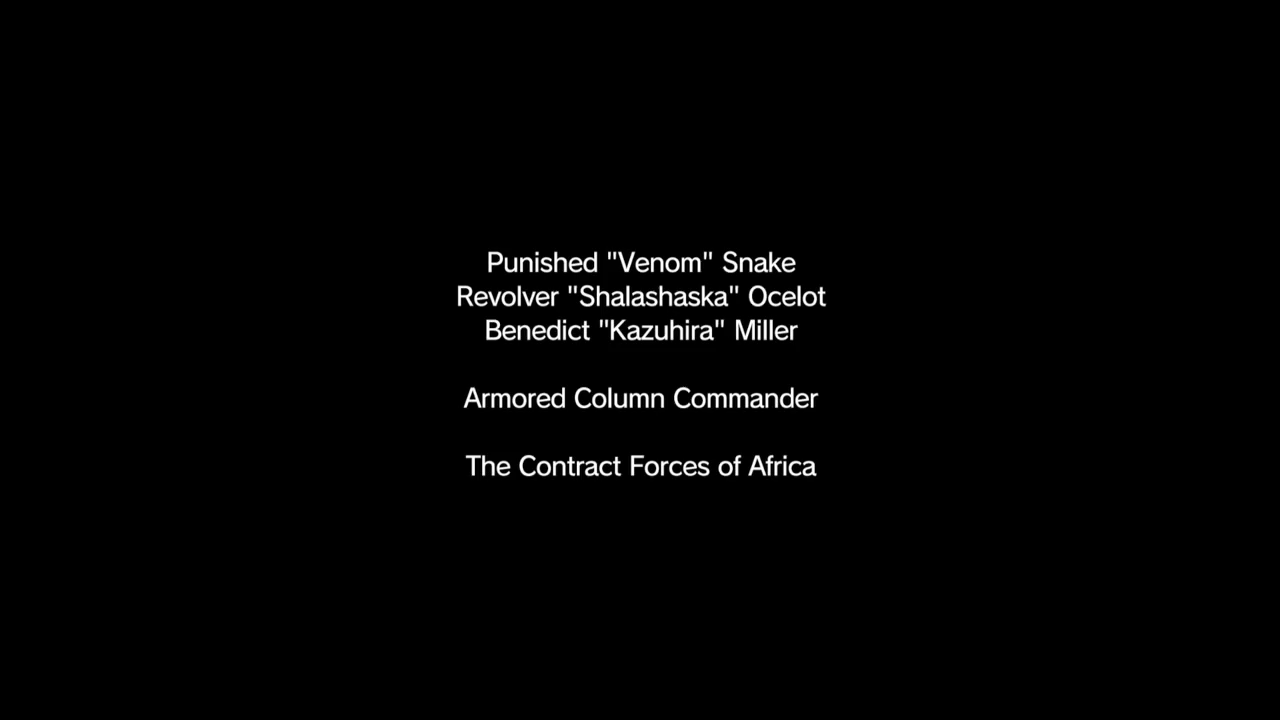 Punished "Venom" Snake
Revolver "Shalashaska" Ocelot
Benedict "Kazuhira" Miller
Armored Column Commander
The Contract Forces of Africa